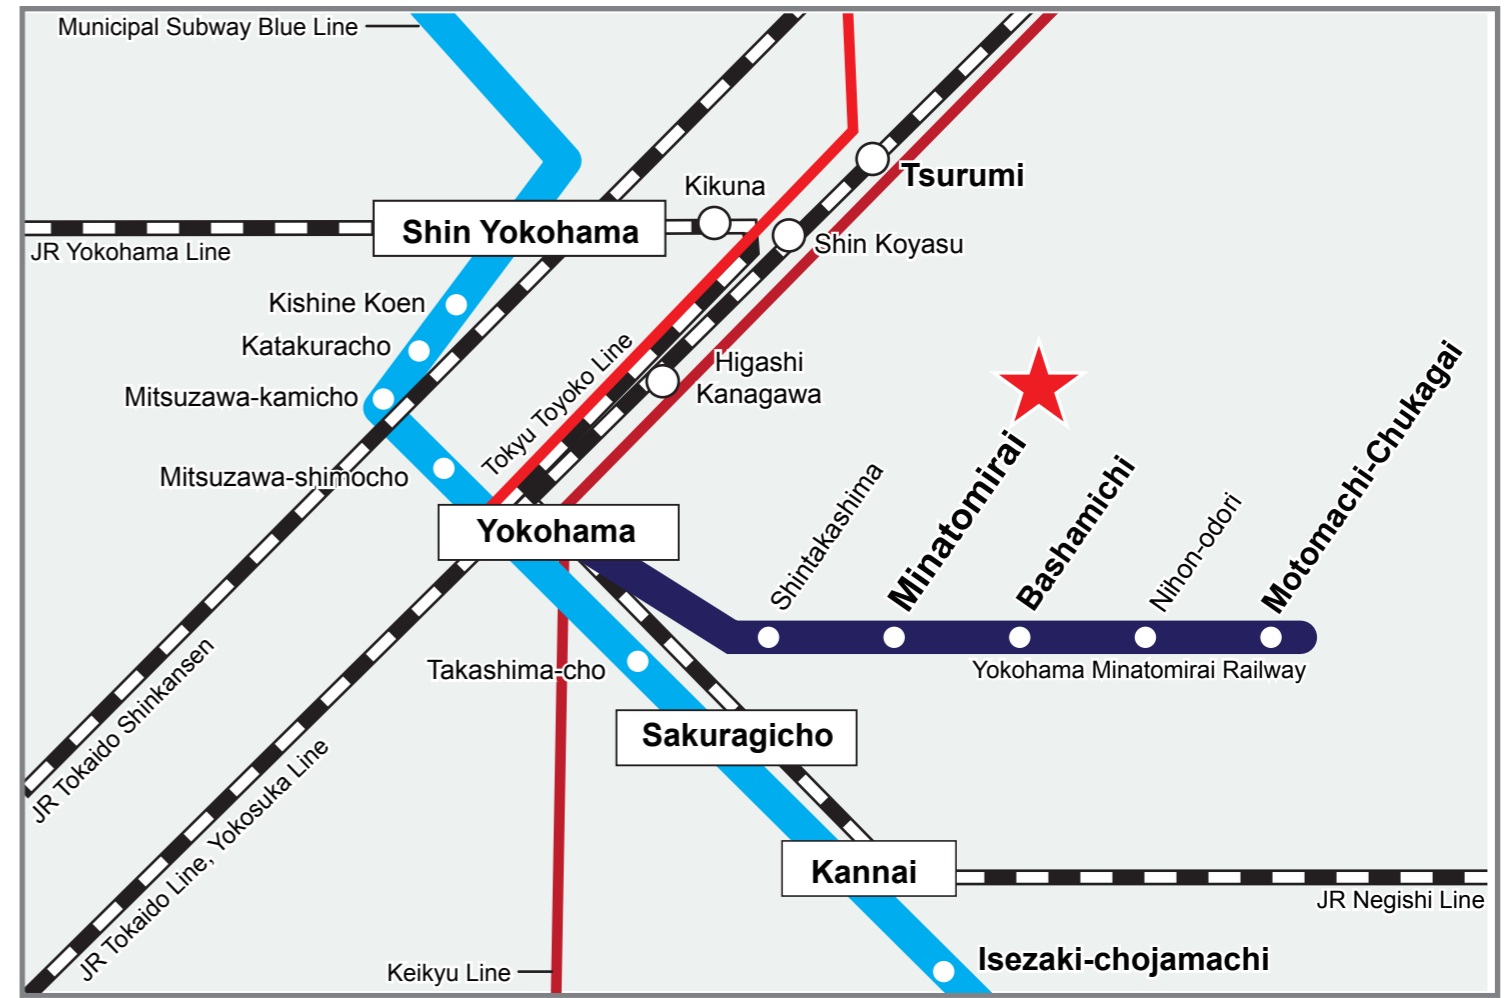 Municipal Subway Blue Line
Kikuna
Tsurumi
Shin Yokohama
Shin Koyasu
JR Yokohama Line
Kishine Koen
Katakuracho
Mitsuzawa-kamicho
Mitsuzawa-shimocho
Tokyu Toyoko Line
Higashi
Kanagawa
Yokohama
Shintakashima
Minatomirai
Bashamichi
Nihon-odori
Motomachi-Chukagai
Yokohama Minatomirai Railway
Takashima-cho
Sakuragicho
JR Tokaido Shinkansen
JR Tokaido Line, Yokosuka Line
Kannai
JR Negishi Line
Keikyu Line
Isezaki-chojamachi